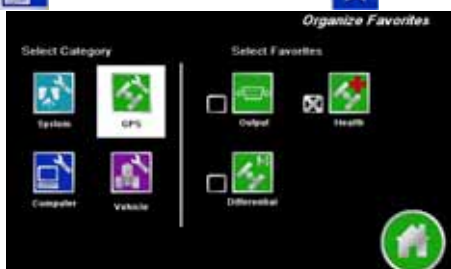 Organize Favorites
Select Category
Select Favorites
System
GPS
Output
Health
Computer
Vehicle
Differential